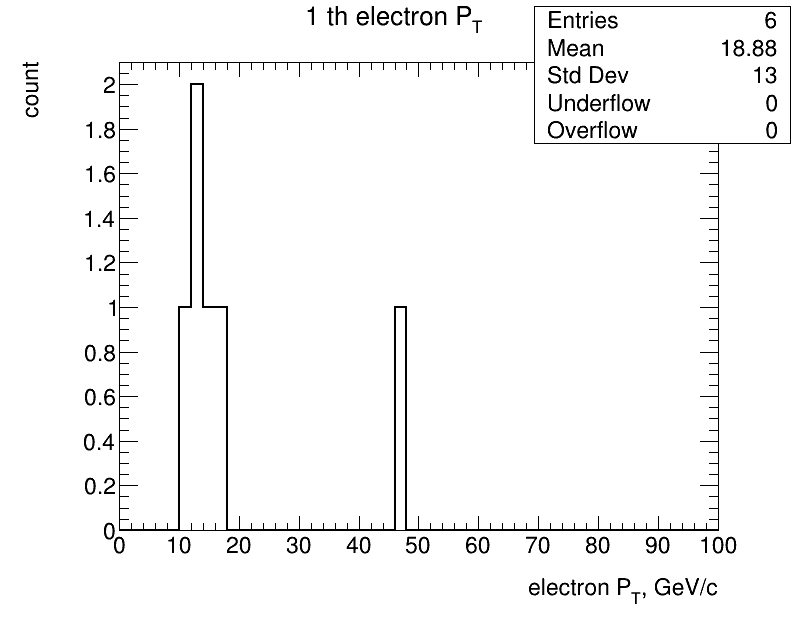 1 th electron P_T
Entries 6
Mean 18.88
Std Dev 13
Underflow 0
Overflow 0
count
2
1.8
1.6
1.4
1.2
1
0.8
0.6
0.4
0.2
0
0 10 20 30 40 50 60 70 80 90 100
electron P_T, GeV/c